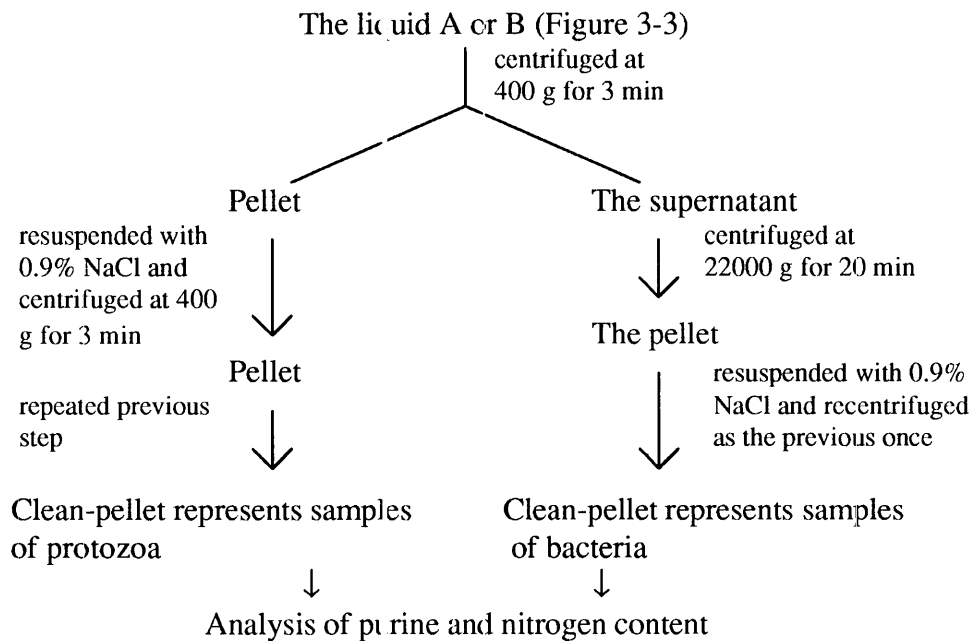 The liquid A or B (Figure 3-3)
centrifuged at
400 g for 3 min
Pellet
resuspended with
0.9% NaCl and
centrifuged at 400
g for 3 min
Pellet
repeated previous
step
Clean-pellet represents samples
of protozoa
The supernatant
centrifuged at
22000 g for 20 min
The pellet
resuspended with 0.9%
NaCl and recentrifuged
as the previous once
Clean-pellet represents samples
of bacteria
Analysis of purine and nitrogen content